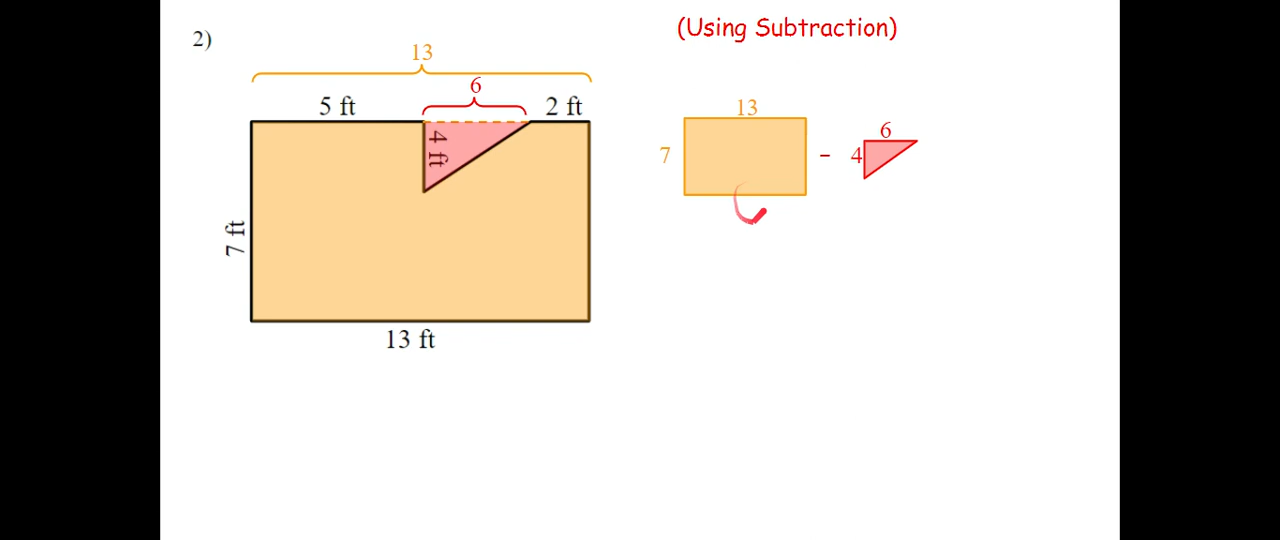 (Using Subtraction)
2)
13
6
5 ft
2 ft
4 ft
7 ft
13 ft
13
7
-
6
4